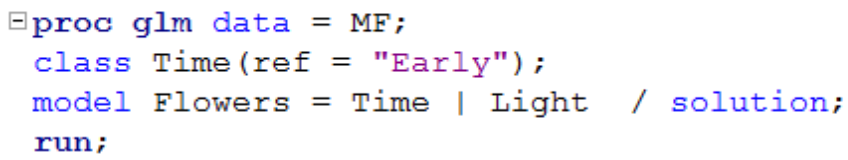 proc glm data = MF;
class Time(ref = "Early");
model Flowers = Time | Light / solution;
run;